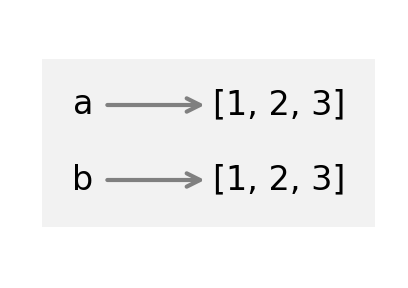 a [1, 2, 3]
b [1, 2, 3]